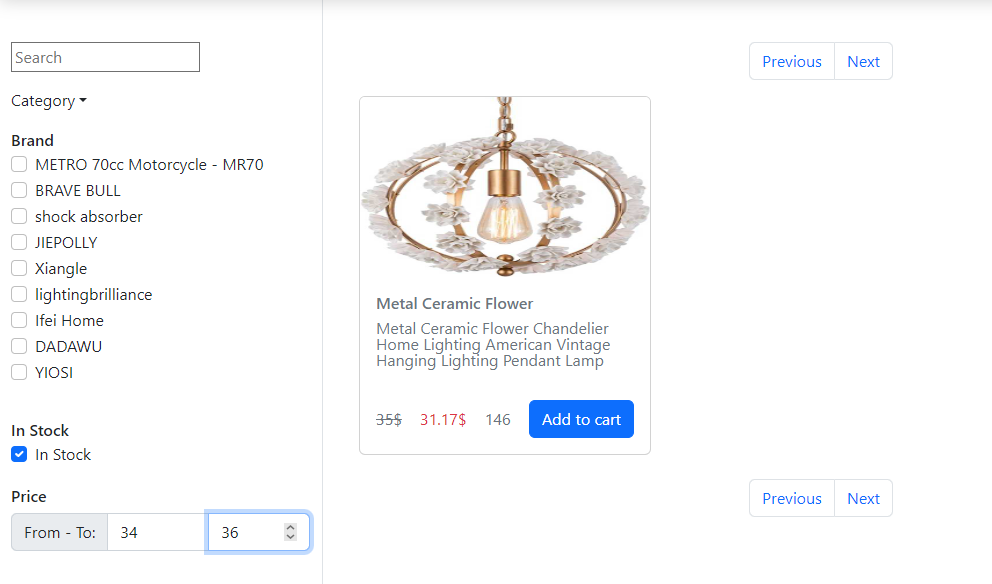 Search
Category
Brand
METRO 70cc Motorcycle - MR70
BRAVE BULL
shock absorber
JIEPOLLY
Xiangle
lightingbrilliance
Ifei Home
DADAWU
YIOSI
In Stock
In Stock
Price
From - To: 34 36
Previous Next
Metal Ceramic Flower
Metal Ceramic Flower Chandelier
Home Lighting American Vintage
Hanging Lighting Pendant Lamp
35$ 31.17$ 146 Add to cart
Previous Next